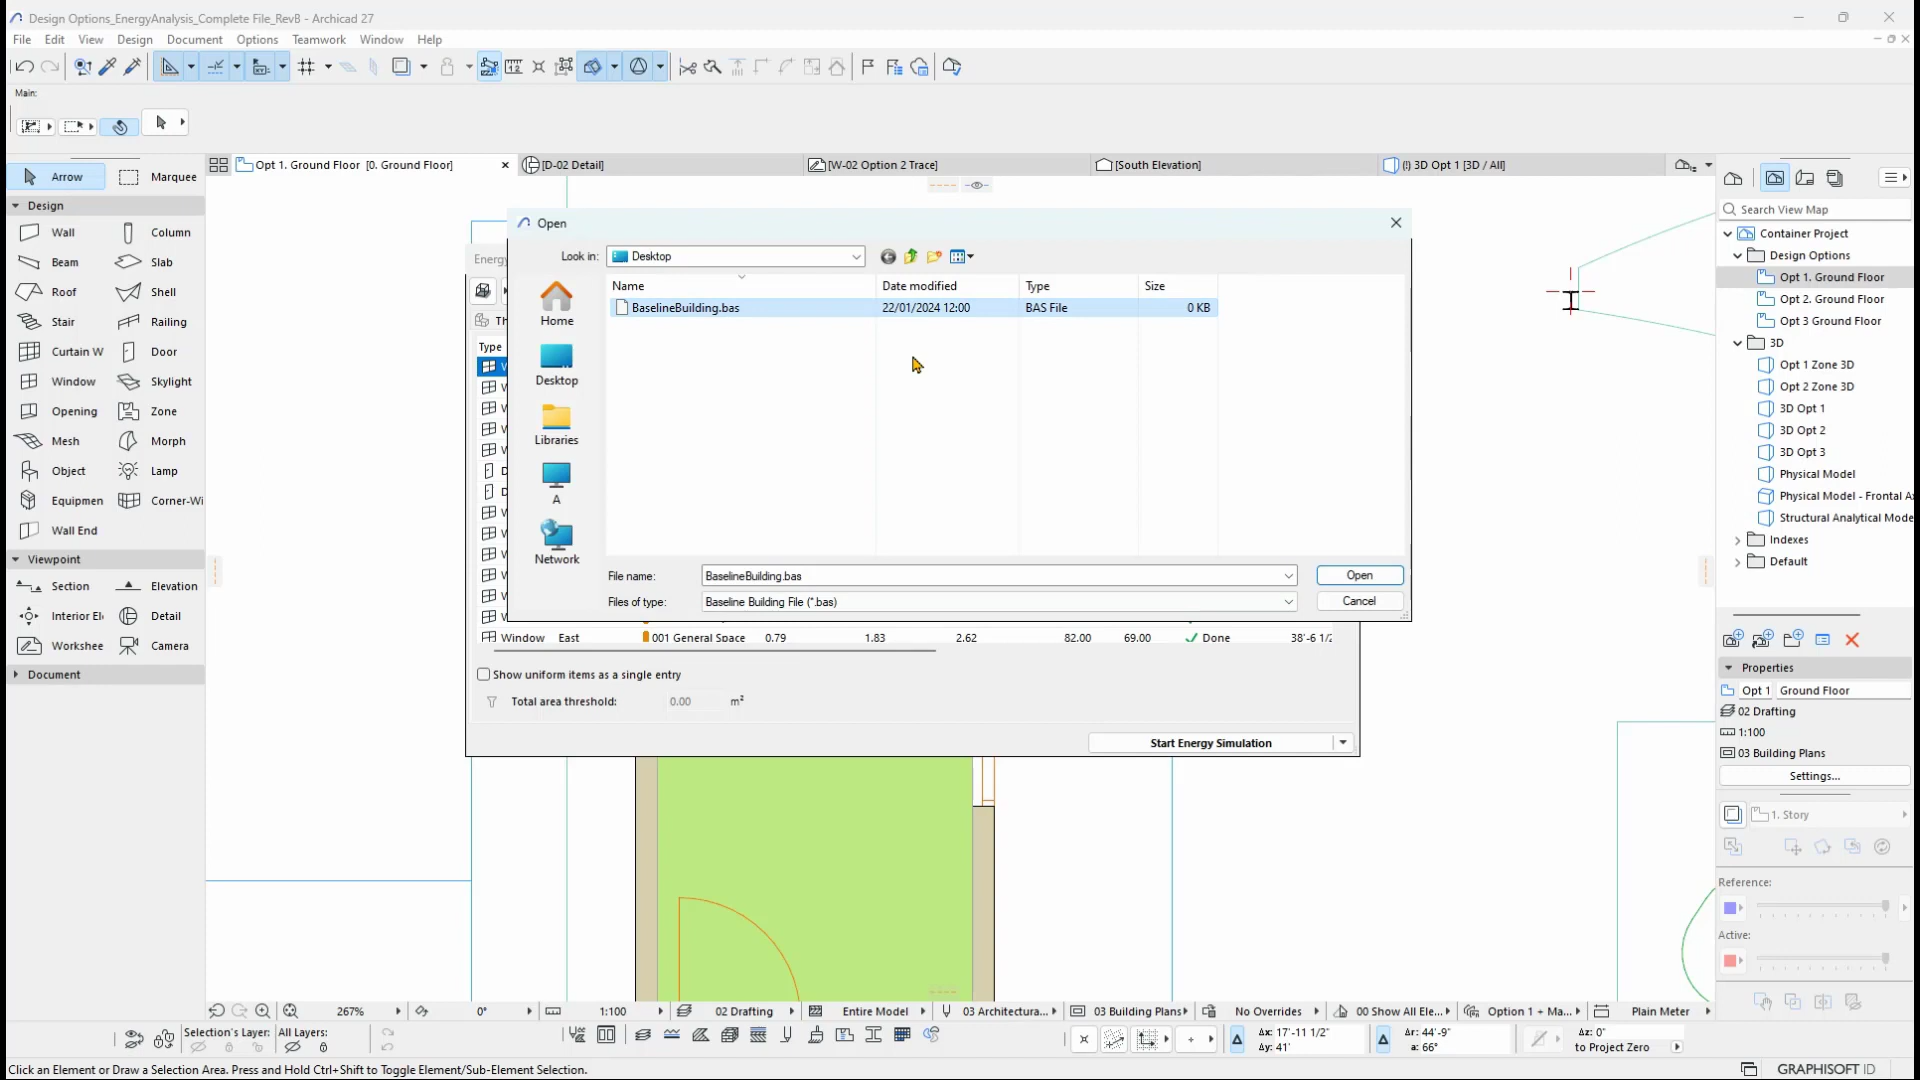 Design Options_EnergyAnalysis_Complete File_RevB - Archicad 27
File Edit View Design Document Options Teamwork Window Help
Main:
Arrow Marquee
Opt 1. Ground Floor [0. Ground Floor]
[D-02 Detail]
[W-02 Option 2 Trace]
[South Elevation]
(!) 3D Opt 1 [3D / All]
Design
Wall Column
Beam Slab
Roof Shell
Stair Railing
Curtain W Door
Window Skylight
Opening Zone
Mesh Morph
Object Lamp
Equipmen Corner-Wi
Wall End
Viewpoint
Section Elevation
Interior El Detail
Workshee Camera
Document
Energy
Th
Type
Open
Look in: Desktop
Home
Desktop
Libraries
A
Network
Name Date modified Type Size
BaselineBuilding.bas 22/01/2024 12:00 BAS File 0 KB
File name: BaselineBuilding.bas Open
Files of type: Baseline Building File (*.bas) Cancel
Window East 001 General Space 0.79 1.83 2.62 82.00 69.00 Done 38'-6 1/2
Show uniform items as a single entry
Total area threshold: 0.00 m²
Start Energy Simulation
Search View Map
Container Project
Design Options
Opt 1. Ground Floor
Opt 2. Ground Floor
Opt 3 Ground Floor
3D
Opt 1 Zone 3D
Opt 2 Zone 3D
3D Opt 1
3D Opt 2
3D Opt 3
Physical Model
Physical Model - Frontal A
Structural Analytical Mode
Indexes
Default
Properties
Opt 1 Ground Floor
02 Drafting
1:100
03 Building Plans
Settings...
1. Story
Reference:
Active:
267% 0° 1:100 02 Drafting Entire Model 03 Architectura... 03 Building Plans No Overrides 00 Show All Ele... Option 1 + Ma... Plain Meter
Selection's Layer: All Layers:
Δx: 17'-11 1/2" Δr: 44'-9" Δz: 0"
Δy: 41' a: 66° to Project Zero
Click an Element or Draw a Selection Area. Press and Hold Ctrl+Shift to Toggle Element/Sub-Element Selection.
GRAPHISOFT ID